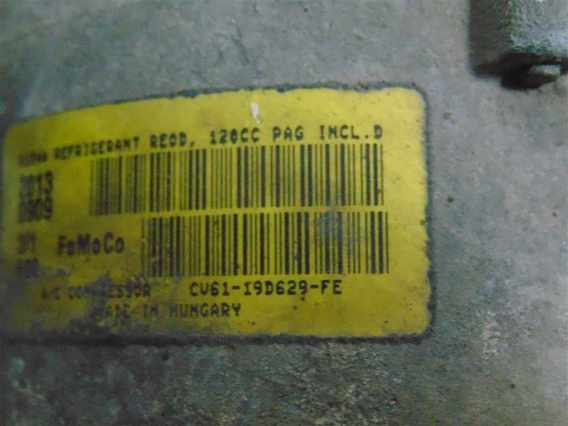 REFRIGERANT REQD, 120CC PAG INCL.D
2013
0909
FoMoCo
A/C COMPRESSOR CV61-19D629-FE
MADE IN HUNGARY